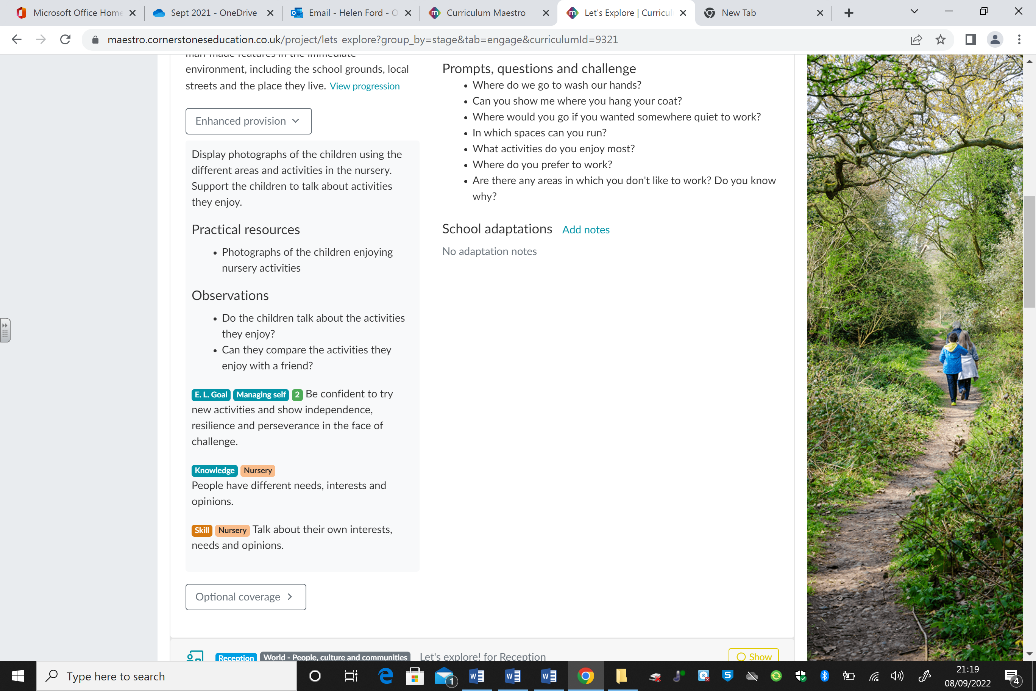 Microsoft Office Home
Sept 2021 - OneDrive
Email - Helen Ford - O
Curriculum Maestro
Let's Explore | Curricul
New Tab
maestro.cornerstoneseducation.co.uk/project/lets explore?group_by=stage&tab=engage&curriculumId=9321
environment, including the school grounds, local
streets and the place they live. View progression
Enhanced provision
Display photographs of the children using the
different areas and activities in the nursery.
Support the children to talk about activities
they enjoy.
Practical resources
• Photographs of the children enjoying
nursery activities
Observations
• Do the children talk about the activities
they enjoy?
• Can they compare the activities they
enjoy with a friend?
E. L. Goal Managing self 2 Be confident to try
new activities and show independence,
resilience and perseverance in the face of
challenge.
Knowledge Nursery
People have different needs, interests and
opinions.
Skill Nursery Talk about their own interests,
needs and opinions.
Optional coverage
Prompts, questions and challenge
• Where do we go to wash our hands?
• Can you show me where you hang your coat?
• Where would you go if you wanted somewhere quiet to work?
• In which spaces can you run?
• What activities do you enjoy most?
• Where do you prefer to work?
• Are there any areas in which you don't like to work? Do you know
why?
School adaptations Add notes
No adaptation notes
Reception World - People, culture and communities Let's explore! for Reception
Show
Type here to search
1
21:19
08/09/2022
4